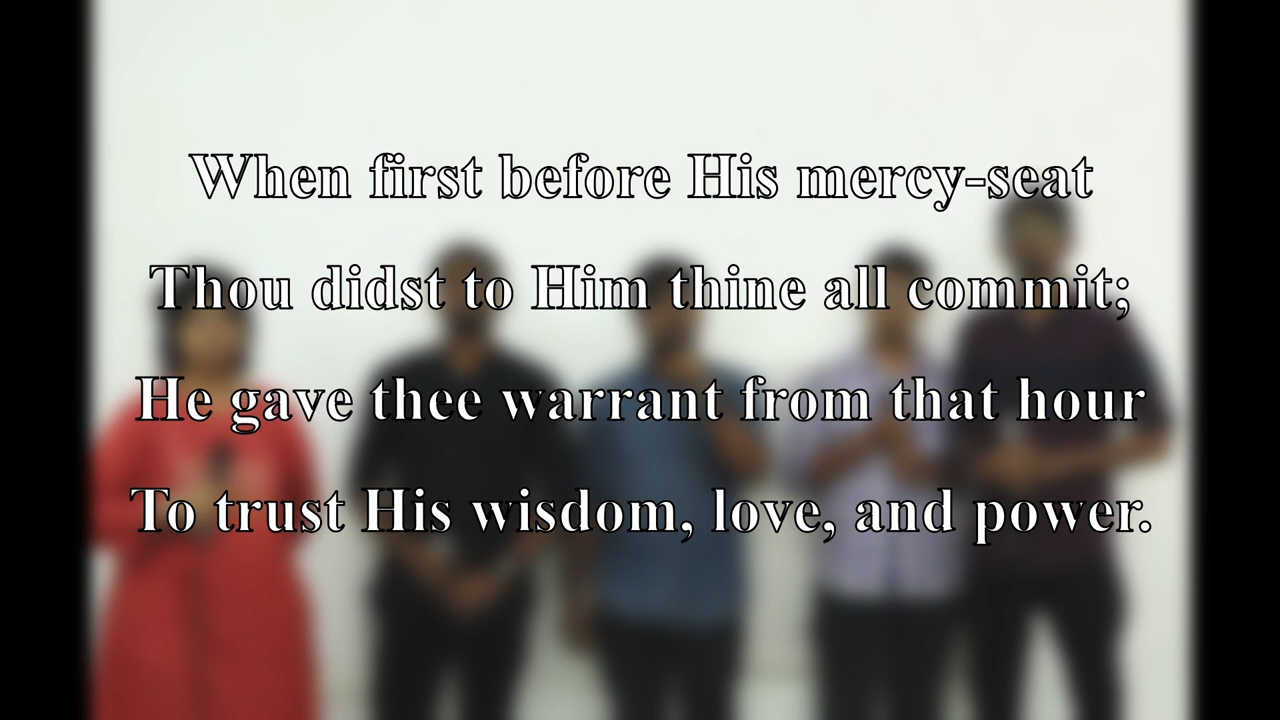 When first before His mercy-seat
Thou didst to Him thine all commit;
He gave thee warrant from that hour
To trust His wisdom, love, and power.